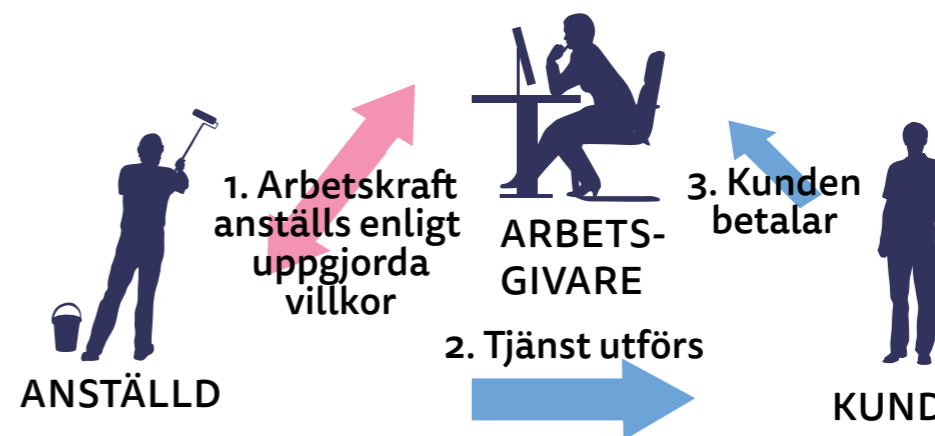 1. Arbetskraft
anställs enligt
uppgjorda
villkor
ARBETS-
GIVARE
3. Kunden
betalar
2. Tjänst utförs
ANSTÄLLD
KUND